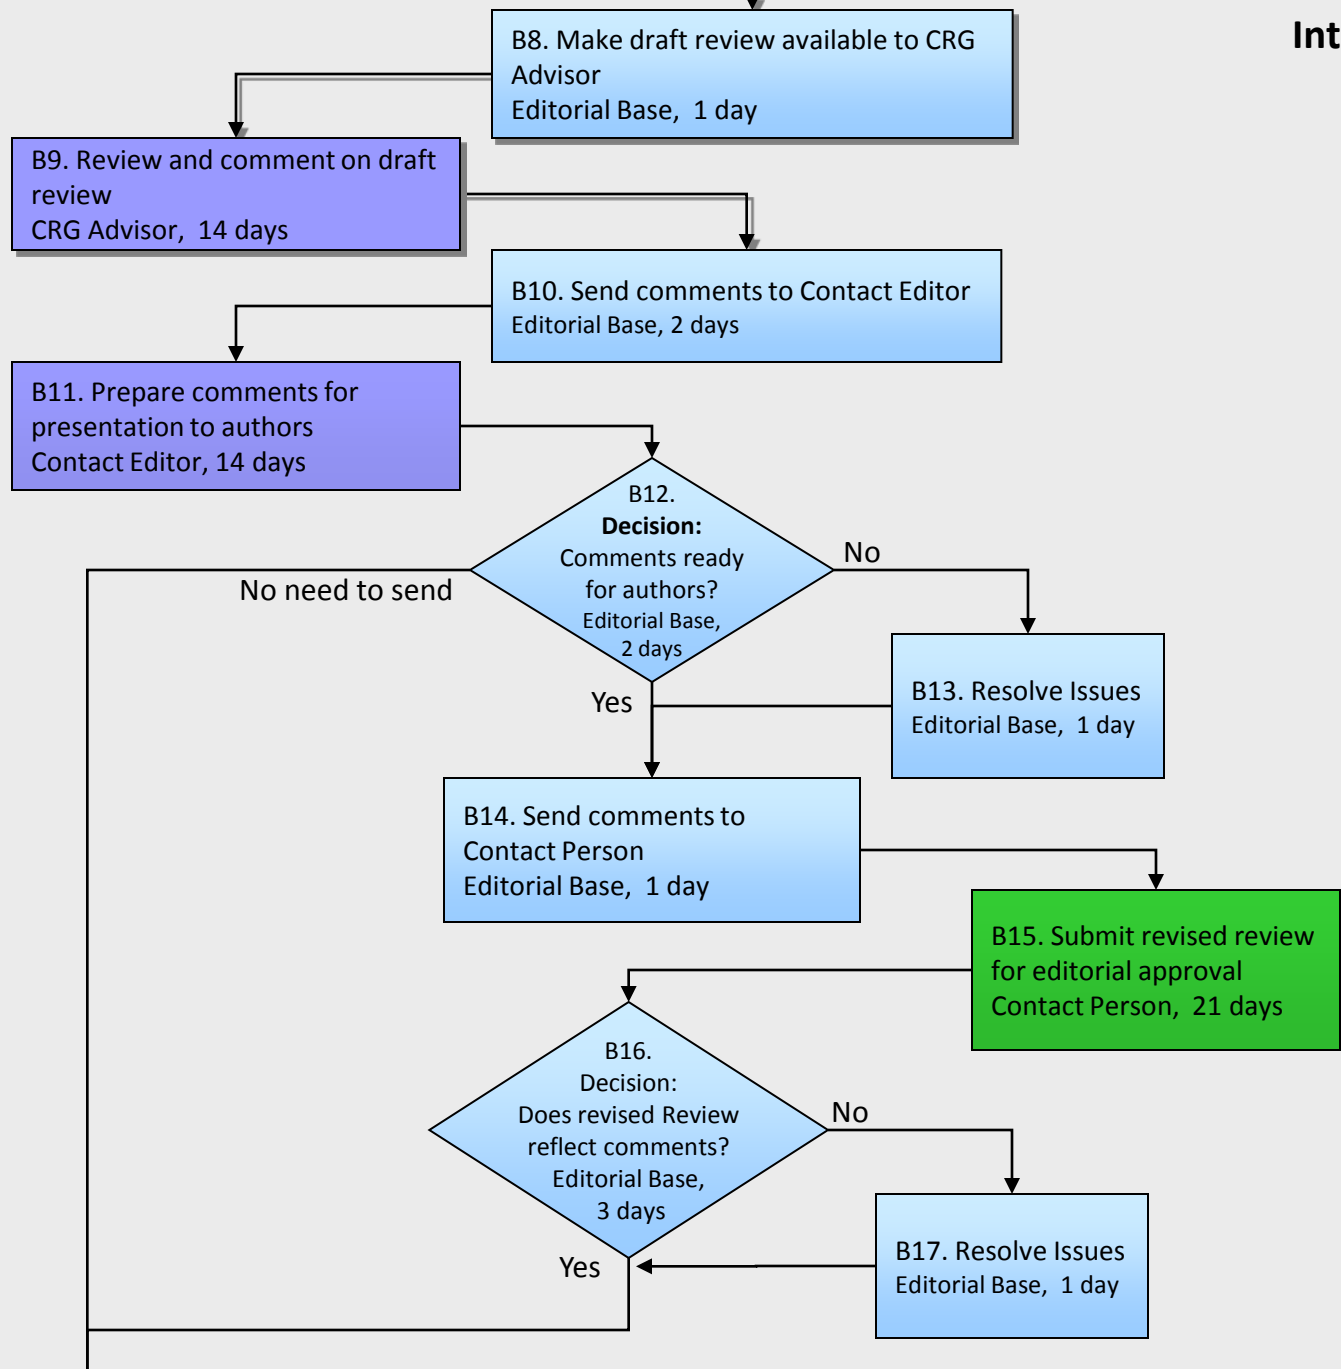 Int
B8. Make draft review available to CRG
Advisor
Editorial Base, 1 day
B9. Review and comment on draft
review
CRG Advisor, 14 days
B10. Send comments to Contact Editor
Editorial Base, 2 days
B11. Prepare comments for
presentation to authors
Contact Editor, 14 days
B12.
Decision:
Comments ready
for authors?
Editorial Base,
2 days
No
No need to send
Yes
B13. Resolve Issues
Editorial Base, 1 day
B14. Send comments to
Contact Person
Editorial Base, 1 day
B15. Submit revised review
for editorial approval
Contact Person, 21 days
B16.
Decision:
Does revised Review
reflect comments?
Editorial Base,
3 days
No
Yes
B17. Resolve Issues
Editorial Base, 1 day